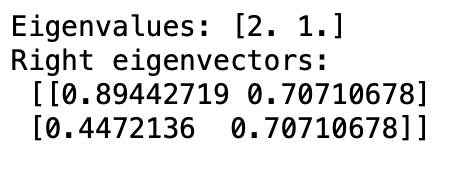 Eigenvalues: [2. 1.]
Right eigenvectors:
[[0.89442719 0.70710678]
[0.4472136  0.70710678]]